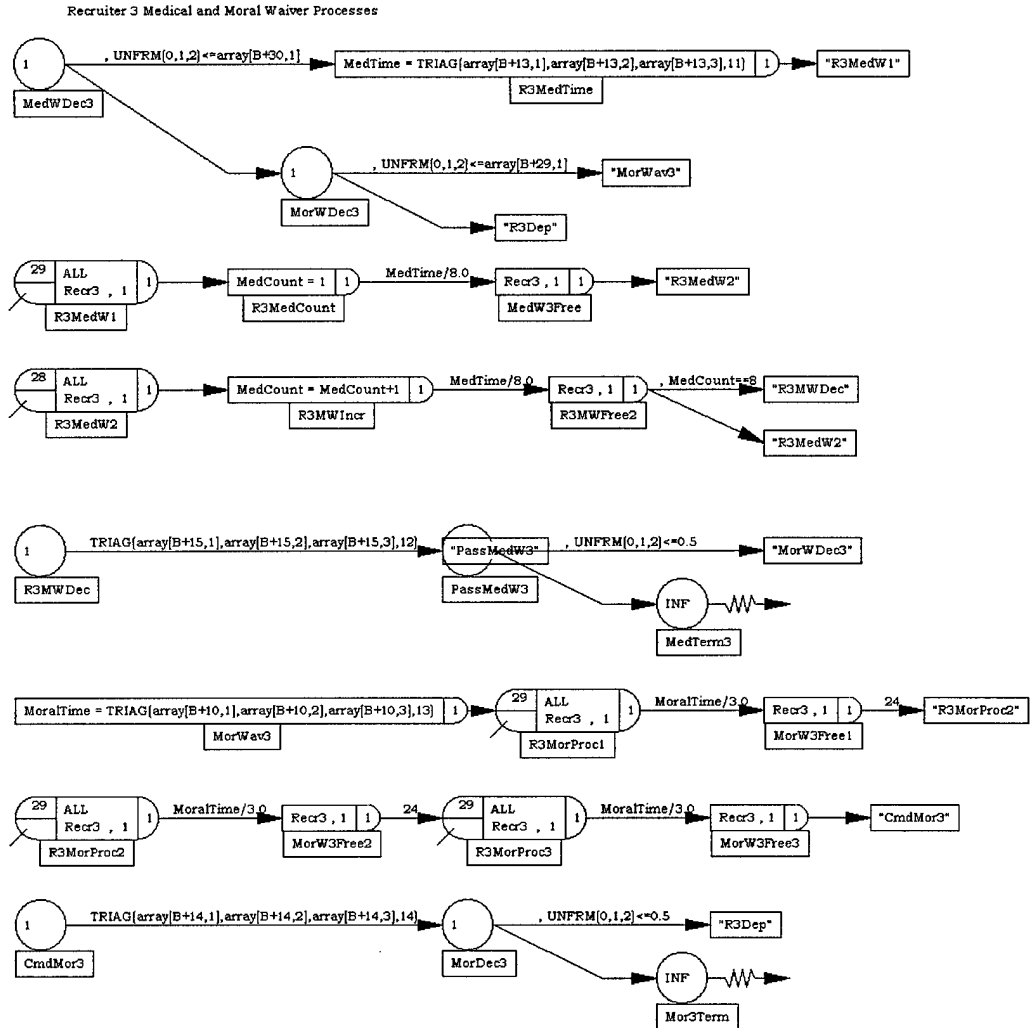 Recruiter 3 Medical and Moral Waiver Processes
1
, UNFRM[0,1,2]<=array[B+30,1]
MedTime = TRIAG[array[B+13,1],array[B+13,2],array[B+13,3],11]
1
"R3MedW1"
MedWDec3
R3MedTime
1
, UNFRM[0,1,2]<=array[B+29,1]
"MorWav3"
MorWDec3
"R3Dep"
29
ALL
Recr3 , 1
1
MedCount = 1
1
MedTime/8.0
Recr3 , 1
1
"R3MedW2"
R3MedW1
R3MedCount
MedW3Free
28
ALL
Recr3 , 1
1
MedCount = MedCount+1
1
MedTime/8.0
Recr3 , 1
1
, MedCount==8
"R3MWDec"
R3MedW2
R3MWIncr
R3MWFree2
"R3MedW2"
1
TRIAG[array[B+15,1],array[B+15,2],array[B+15,3],12]
"PassMedW3"
, UNFRM[0,1,2]<=0.5
"MorWDec3"
R3MWDec
PassMedW3
INF
MedTerm3
MoralTime = TRIAG[array[B+10,1],array[B+10,2],array[B+10,3],13]
1
29
ALL
Recr3 , 1
1
MoralTime/3.0
Recr3 , 1
1
24
"R3MorProc2"
MorWav3
R3MorProc1
MorW3Free1
29
ALL
Recr3 , 1
1
MoralTime/3.0
Recr3 , 1
1
24
29
ALL
Recr3 , 1
1
MoralTime/3.0
Recr3 , 1
1
"CmdMor3"
R3MorProc2
MorW3Free2
R3MorProc3
MorW3Free3
1
TRIAG[array[B+14,1],array[B+14,2],array[B+14,3],14]
1
, UNFRM[0,1,2]<=0.5
"R3Dep"
CmdMor3
MorDec3
INF
Mor3Term